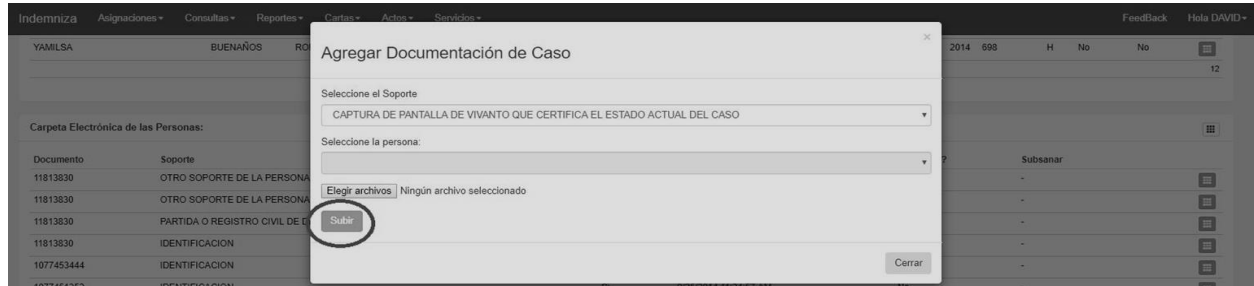 Indemniza Asignaciones Consultas Reportes Cartas Actos Servicios FeedBack Hola DAVID
YAMILSA BUENAÑOS 2014 698 H No No
12
Agregar Documentación de Caso ×
Seleccione el Soporte
CAPTURA DE PANTALLA DE VIVANTO QUE CERTIFICA EL ESTADO ACTUAL DEL CASO
Seleccione la persona:
Elegir archivos Ningún archivo seleccionado
Subir
Cerrar
Carpeta Electrónica de las Personas:
Documento Soporte ? Subsanar
11813830 OTRO SOPORTE DE LA PERSONA -
11813830 OTRO SOPORTE DE LA PERSONA -
11813830 PARTIDA O REGISTRO CIVIL DE -
11813830 IDENTIFICACION -
1077453444 IDENTIFICACION -